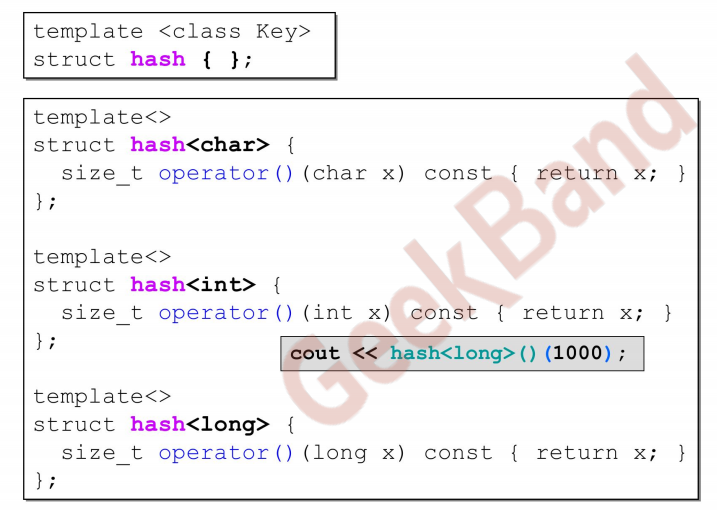 template <class Key>
struct hash { };
template<>
struct hash<char> {
  size_t operator()(char x) const { return x; }
};
template<>
struct hash<int> {
  size_t operator()(int x) const { return x; }
};
cout << hash<long>()(1000);
template<>
struct hash<long> {
  size_t operator()(long x) const { return x; }
};
GeekBand